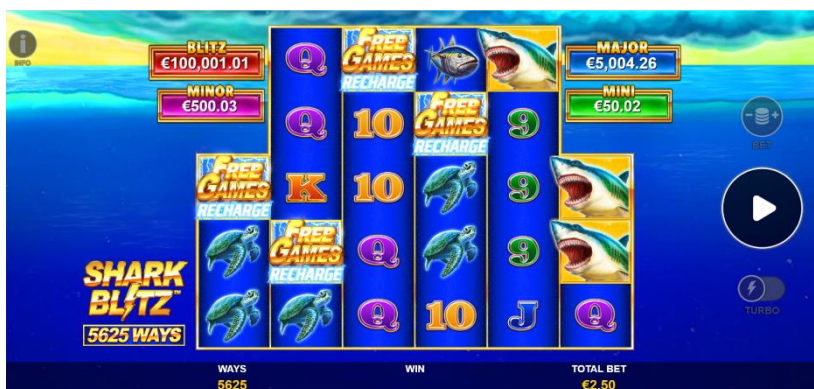 INFO
BLITZ
€100,001.01
MINOR
€500.03
MAJOR
€5,004.26
MINI
€50.02
Q
FREE
GAMES
RECHARGE
Q
10
FREE
GAMES
RECHARGE
9
FREE
GAMES
RECHARGE
K
10
9
FREE
GAMES
RECHARGE
Q
9
Q
10
J
Q
BET
TURBO
SHARK
BLITZ™
5625 WAYS
WAYS
5625
WIN
TOTAL BET
€2.50